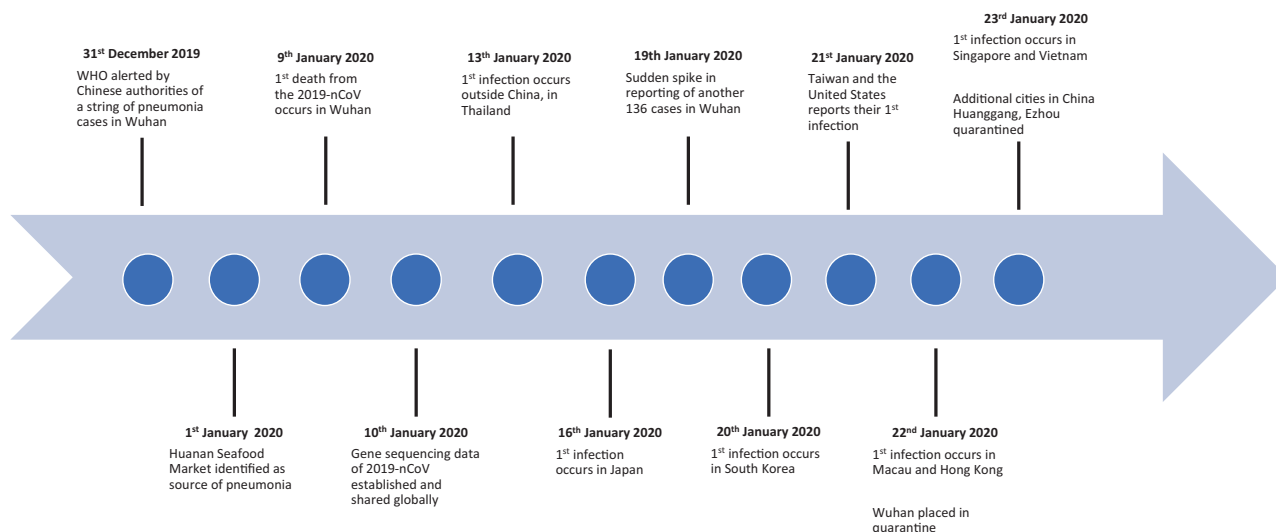 31st December 2019
WHO alerted by
Chinese authorities of
a string of pneumonia
cases in Wuhan
1st January 2020
Huanan Seafood
Market identified as
source of pneumonia
9th January 2020
1st death from
the 2019-nCoV
occurs in Wuhan
10th January 2020
Gene sequencing data
of 2019-nCoV
established and
shared globally
13th January 2020
1st infection occurs
outside China, in
Thailand
16th January 2020
1st infection
occurs in Japan
19th January 2020
Sudden spike in
reporting of another
136 cases in Wuhan
20th January 2020
1st infection occurs
in South Korea
21st January 2020
Taiwan and the
United States
reports their 1st
infection
22nd January 2020
1st infection occurs in
Macau and Hong Kong
Wuhan placed in
quarantine
23rd January 2020
1st infection occurs in
Singapore and Vietnam
Additional cities in China
Huanggang, Ezhou
quarantined